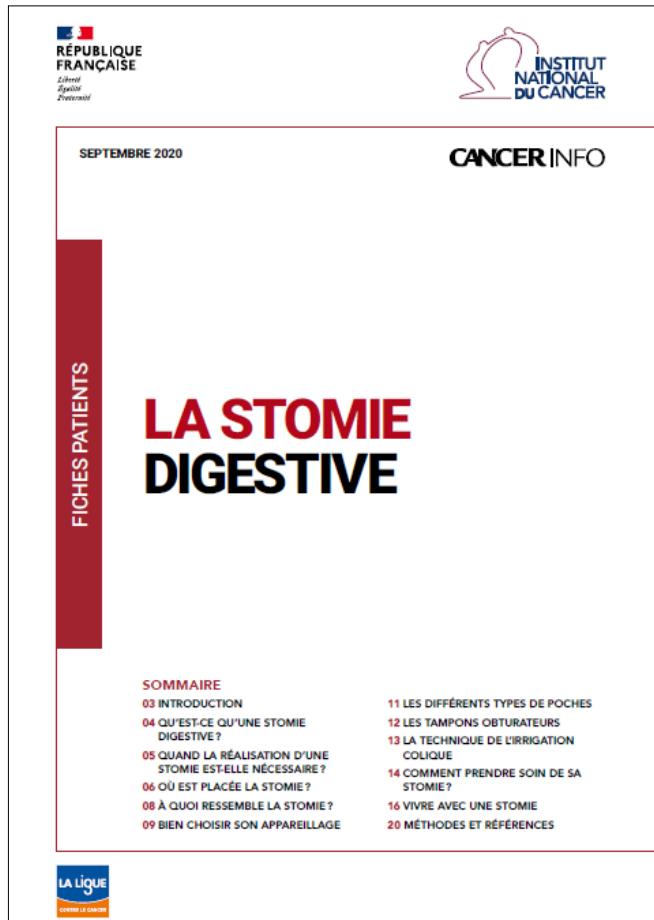 RÉPUBLIQUE
FRANÇAISE
Liberté
Égalité
Fraternité
INSTITUT
NATIONAL
DU CANCER
SEPTEMBRE 2020
CANCERINFO
FICHES PATIENTS
LA STOMIE
DIGESTIVE
SOMMAIRE
03 INTRODUCTION
04 QU'EST-CE QU'UNE STOMIE
DIGESTIVE ?
05 QUAND LA RÉALISATION D'UNE
STOMIE EST-ELLE NÉCESSAIRE ?
06 OÙ EST PLACÉE LA STOMIE ?
08 À QUOI RESSEMBLE LA STOMIE ?
09 BIEN CHOISIR SON APPAREILLAGE
11 LES DIFFÉRENTS TYPES DE POCHES
12 LES TAMPONS OBTURATEURS
13 LA TECHNIQUE DE L'IRRIGATION
COLIQUE
14 COMMENT PRENDRE SOIN DE SA
STOMIE ?
16 VIVRE AVEC UNE STOMIE
20 MÉTHODES ET RÉFÉRENCES
LA LIGUE
CONTRE LE CANCER